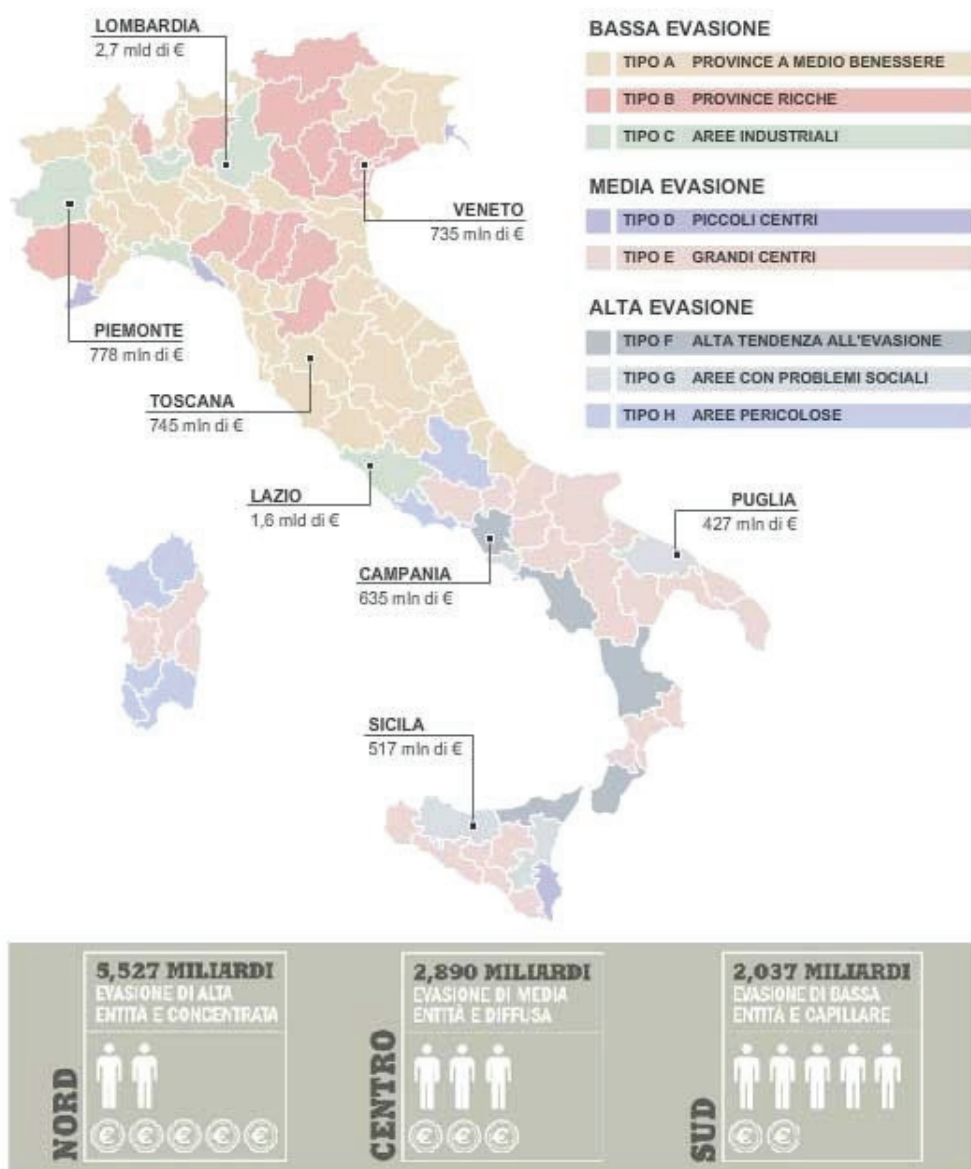 LOMBARDIA
2,7 mld di €
BASSA EVASIONE
TIPO A PROVINCE A MEDIO BENESSERE
TIPO B PROVINCE RICCHE
TIPO C AREE INDUSTRIALI
MEDIA EVASIONE
TIPO D PICCOLI CENTRI
TIPO E GRANDI CENTRI
ALTA EVASIONE
TIPO F ALTA TENDENZA ALL'EVASIONE
TIPO G AREE CON PROBLEMI SOCIALI
TIPO H AREE PERICOLOSE
VENETO
735 mln di €
PIEMONTE
778 mln di €
TOSCANA
745 mln di €
LAZIO
1,6 mld di €
PUGLIA
427 mln di €
CAMPANIA
635 mln di €
SICILA
517 mln di €
NORD
5,527 MILIARDI
EVASIONE DI ALTA
ENTITÀ E CONCENTRATA
€ € € € €
CENTRO
2,890 MILIARDI
EVASIONE DI MEDIA
ENTITÀ E DIFFUSA
€ € €
SUD
2,037 MILIARDI
EVASIONE DI BASSA
ENTITÀ E CAPILLARE
€ €